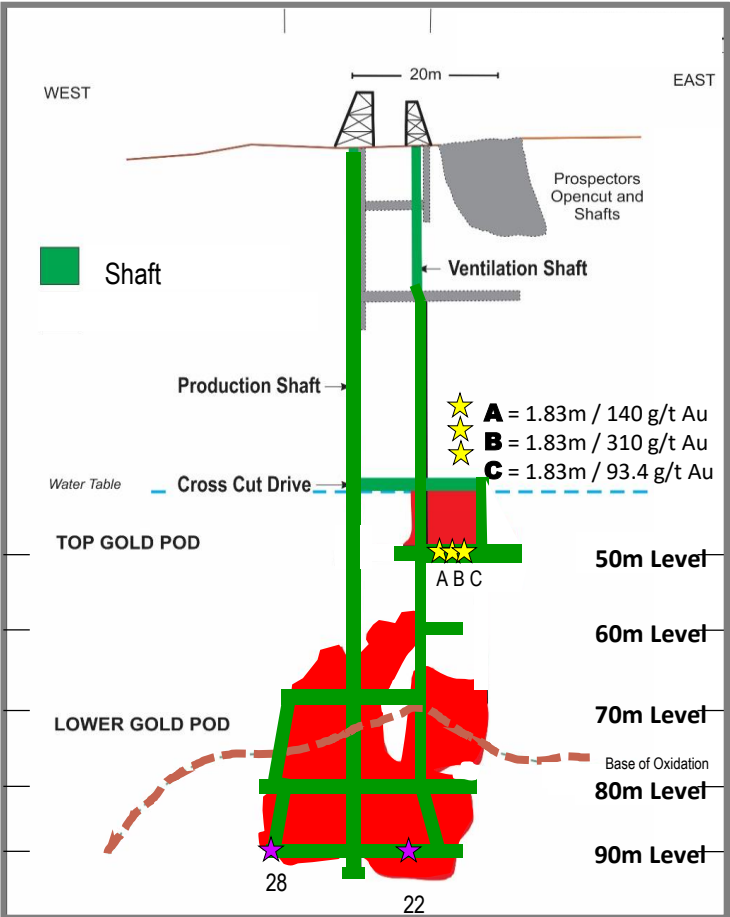 20m
WEST
EAST
Prospectors
Opencut and
Shafts
Shaft
Ventilation Shaft
Production Shaft
A = 1.83m / 140 g/t Au
B = 1.83m / 310 g/t Au
C = 1.83m / 93.4 g/t Au
Water Table
Cross Cut Drive
TOP GOLD POD
50m Level
A B C
60m Level
70m Level
LOWER GOLD POD
Base of Oxidation
80m Level
90m Level
28
22